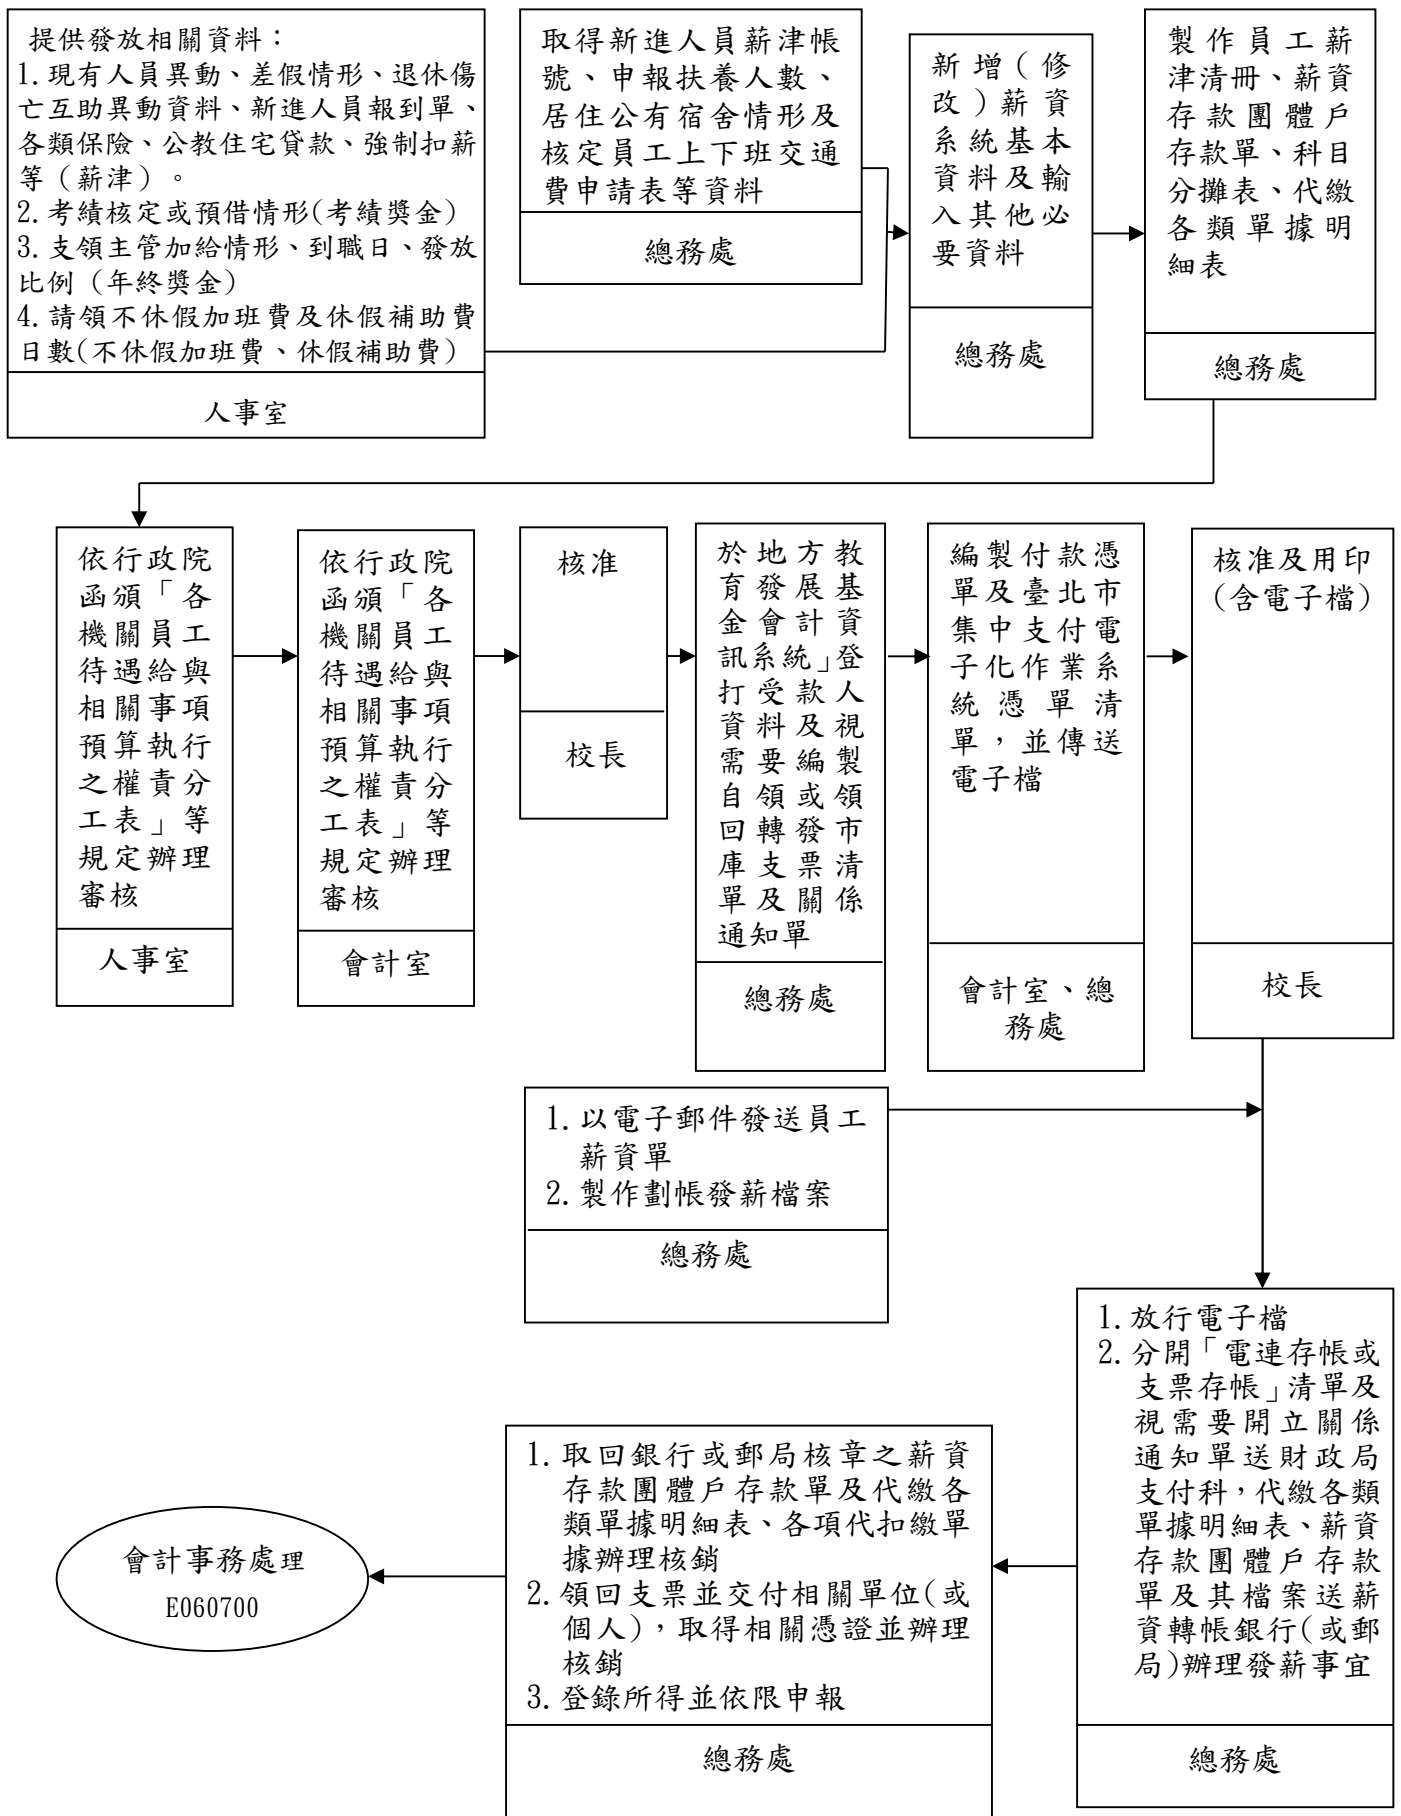 提供發放相關資料：
1.現有人員異動、差假情形、退休傷
亡互助異動資料、新進人員報到單、
各類保險、公教住宅貸款、強制扣薪
等（薪津）。
2.考績核定或預借情形(考績獎金)
3.支領主管加給情形、到職日、發放
比例（年終獎金）
4.請領不休假加班費及休假補助費
日數(不休假加班費、休假補助費)
人事室
取得新進人員薪津帳
號、申報扶養人數、
居住公有宿舍情形及
核定員工上下班交通
費申請表等資料
總務處
新增（修
改）薪資
系統基本
資料及輸
入其他必
要資料
總務處
製作員工薪
津清冊、薪資
存款團體戶
存款單、科目
分攤表、代繳
各類單據明
細表
總務處
依行政院
函頒「各
機關員工
待遇給與
相關事項
預算執行
之權責分
工表」等
規定辦理
審核
人事室
依行政院
函頒「各
機關員工
待遇給與
相關事項
預算執行
之權責分
工表」等
規定辦理
審核
會計室
核准
校長
於地方教
育發展基
金會計資
訊系統」登
打受款人
資料及視
需要編製
自領或領
回轉發市
庫支票清
單及關係
通知單
總務處
編製付款憑
單及臺北市
集中支付電
子化作業系
統憑單清
單，並傳送
電子檔
會計室、總
務處
核准及用印
(含電子檔)
校長
1.以電子郵件發送員工
薪資單
2.製作劃帳發薪檔案
總務處
1.放行電子檔
2.分開「電連存帳或
支票存帳」清單及
視需要開立關係
通知單送財政局
支付科，代繳各類
單據明細表、薪資
存款團體戶存款
單及其檔案送薪
資轉帳銀行(或郵
局)辦理發薪事宜
總務處
1.取回銀行或郵局核章之薪資
存款團體戶存款單及代繳各
類單據明細表、各項代扣繳單
據辦理核銷
2.領回支票並交付相關單位(或
個人)，取得相關憑證並辦理
核銷
3.登錄所得並依限申報
總務處
會計事務處理
E060700